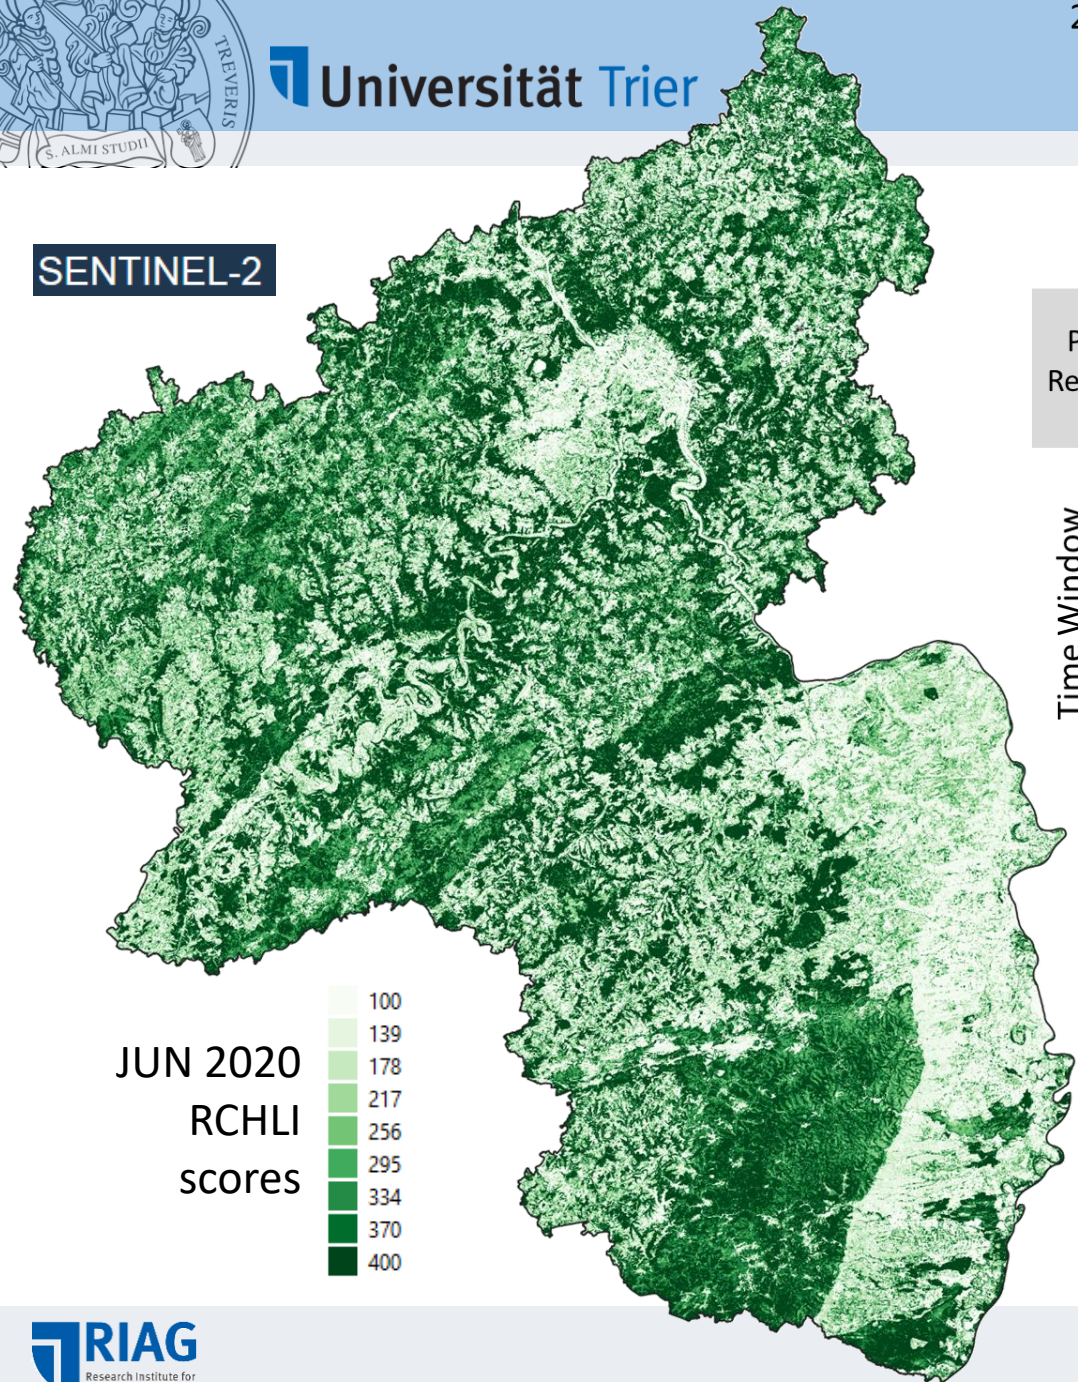 TREVERIS
S. ALMI STUDII
Universität Trier
2
SENTINEL-2
P
Re
Time Window
JUN 2020
RCHLI
scores
100
139
178
217
256
295
334
370
400
RIAG
Research Institute for